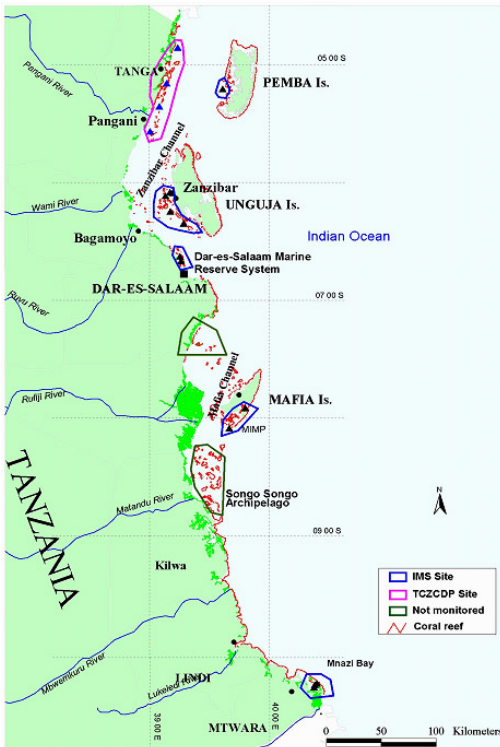 05 00 S
TANGA
PEMBA Is.
Pangani River
Pangani
Zanzibar Channel
Zanzibar
UNGUJA Is.
Wami River
Bagamoyo
Indian Ocean
Dar-es-Salaam Marine
Reserve System
DAR-ES-SALAAM
Ruvu River
07 00 S
Mafia Channel
MAFIA Is.
Rufiji River
MIMP
TANZANIA
Songo Songo
Archipelago
Matandu River
N
09 00 S
Kilwa
IMS Site
TCZCDP Site
Not monitored
Coral reef
Mbwemkuru River
Mnazi Bay
LINDI
Lukeledi River
39 00 E
40 00 E
MTWARA
0 50 100 Kilometers